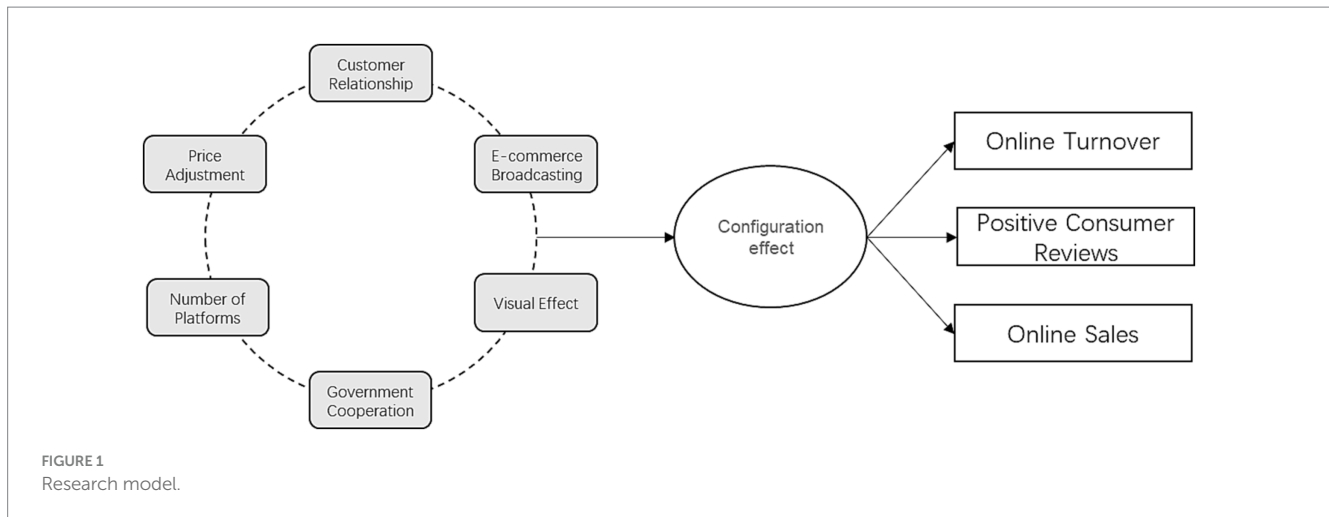 Customer
Relationship
Price
Adjustment
E-commerce
Broadcasting
Number of
Platforms
Visual Effect
Government
Cooperation
Configuration
effect
Online Turnover
Positive Consumer
Reviews
Online Sales
FIGURE 1
Research model.